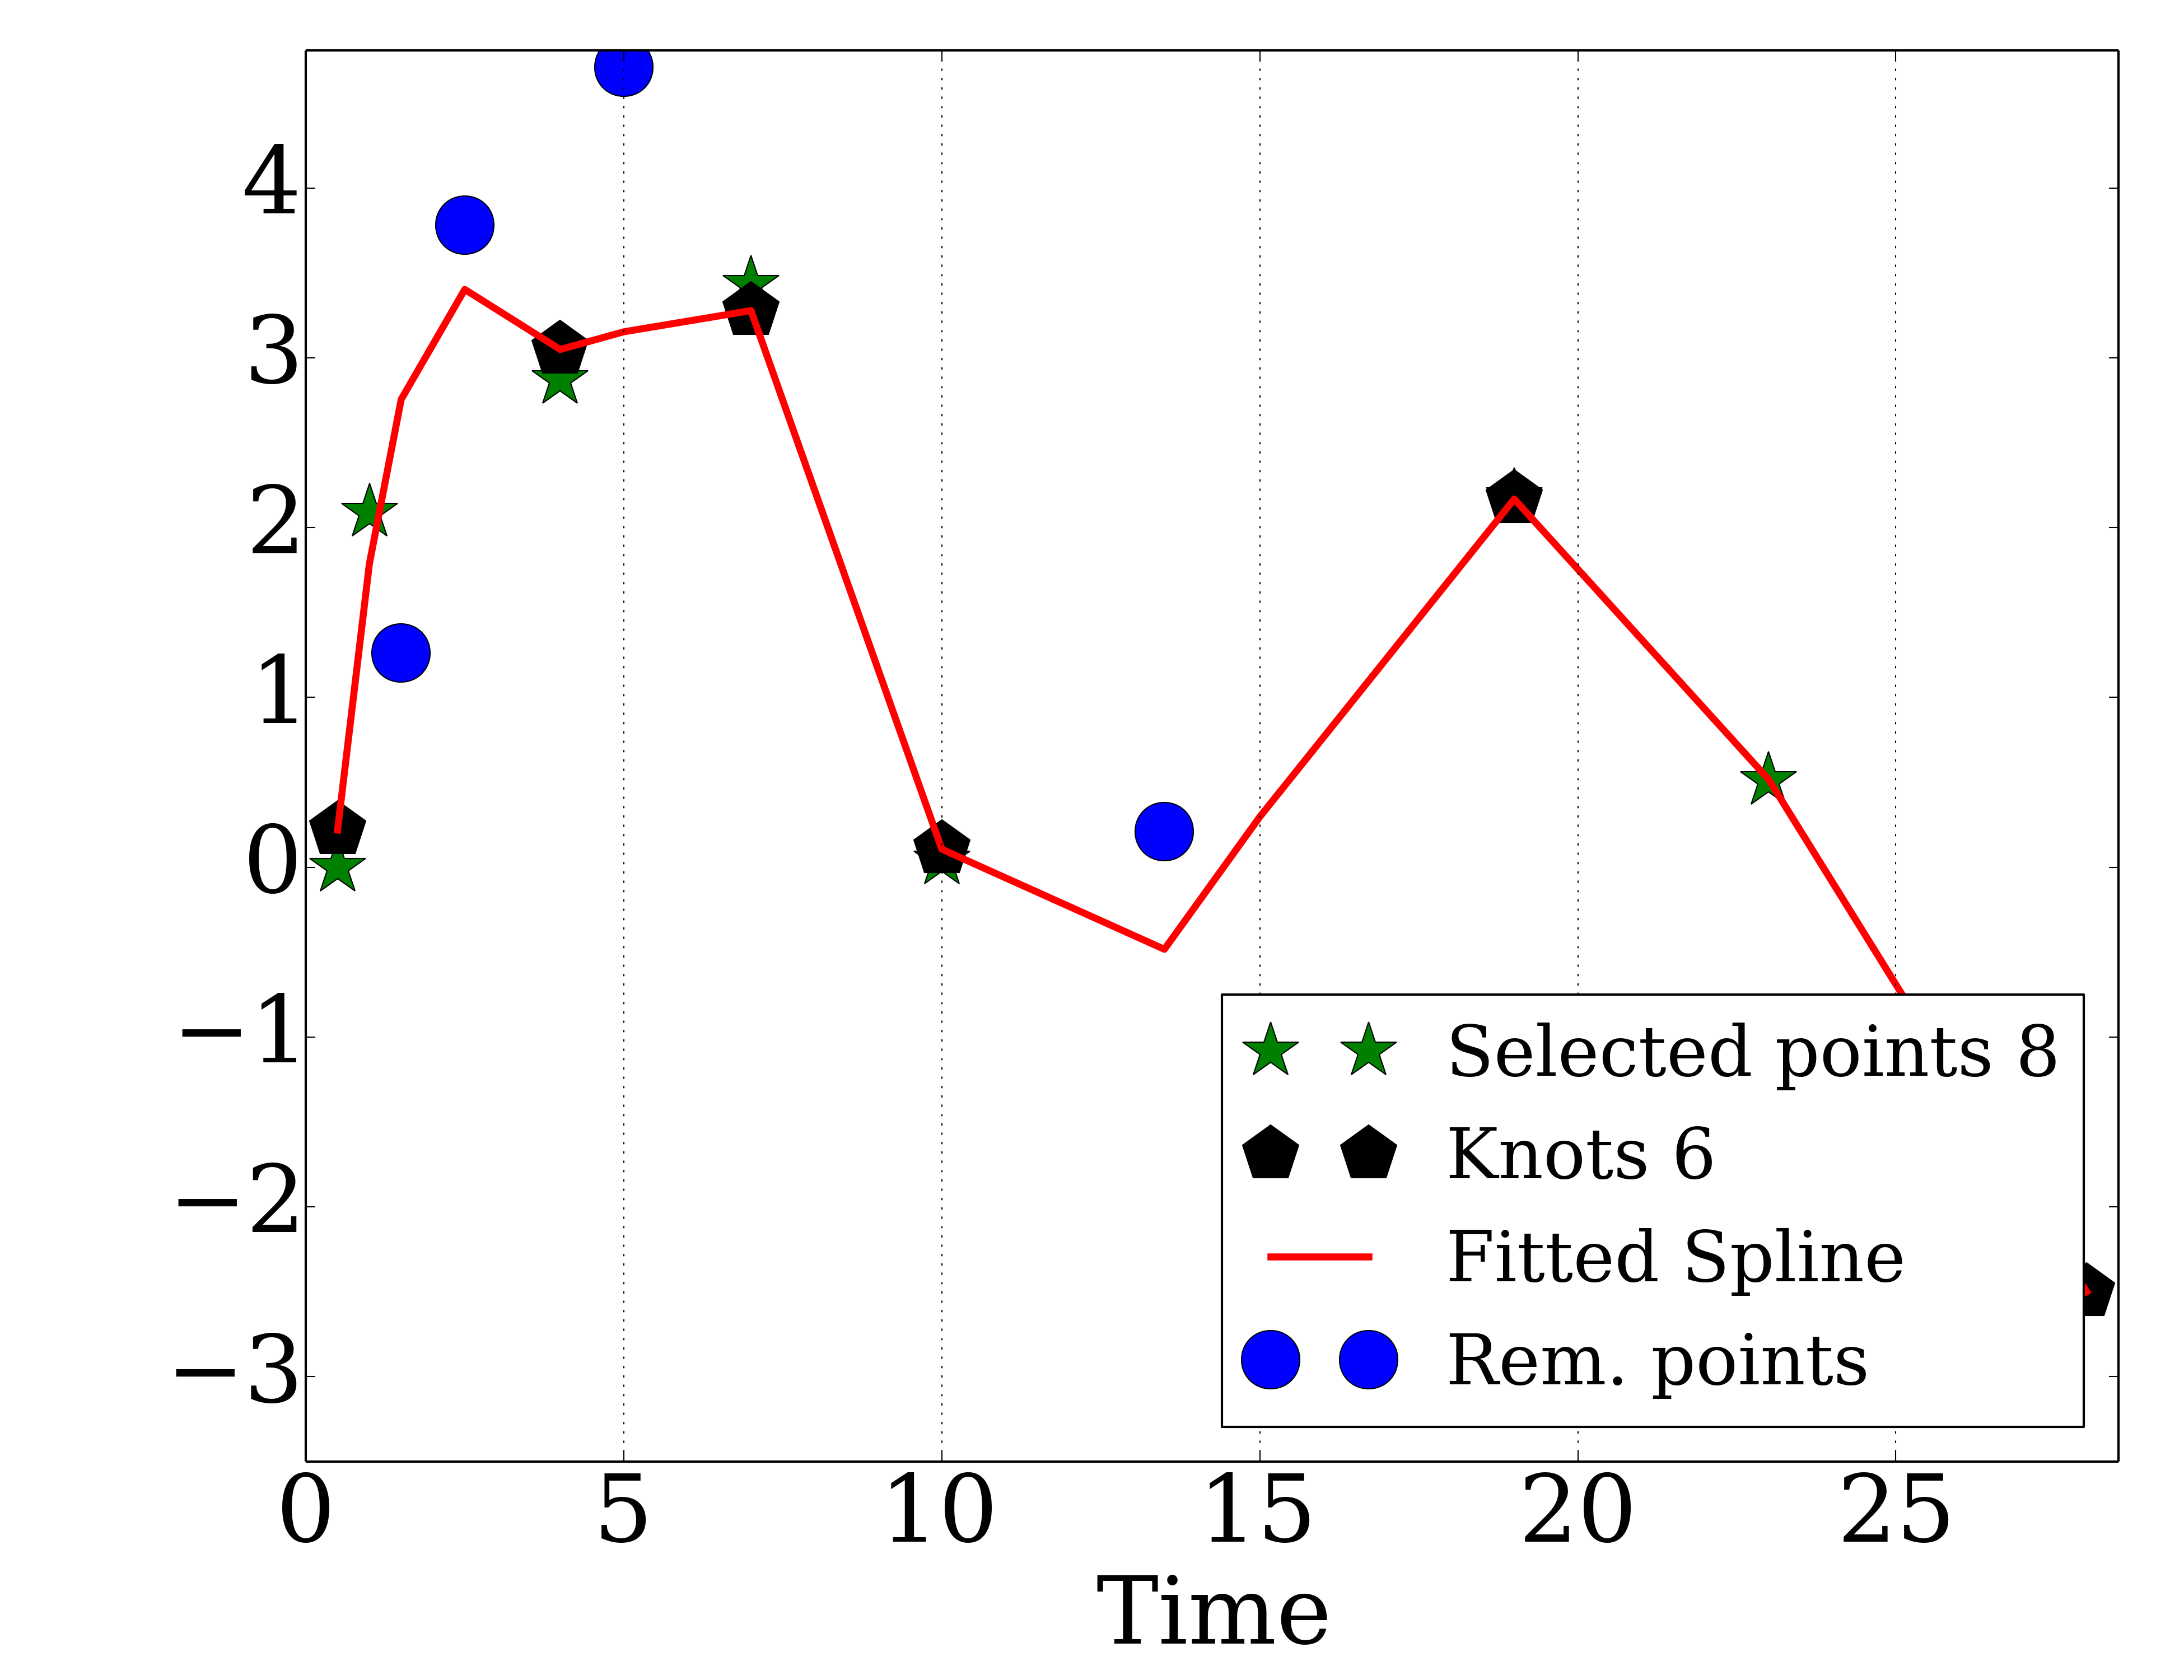 4
3
2
1
0
−1
−2
−3
0 5 10 15 20 25
Time
Selected points 8
Knots 6
Fitted Spline
Rem. points